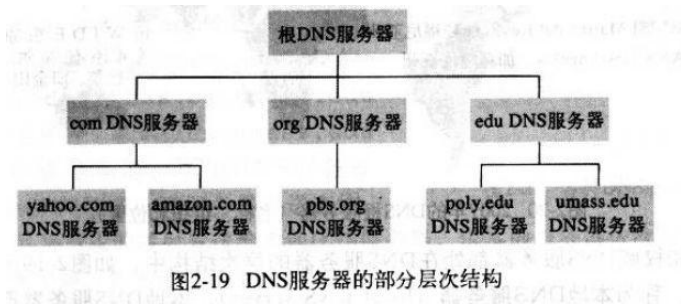 根DNS服务器
com DNS服务器
org DNS服务器
edu DNS服务器
yahoo.com
DNS服务器
amazon.com
DNS服务器
pbs.org
DNS服务器
poly.edu
DNS服务器
umass.edu
DNS服务器
图2-19 DNS服务器的部分层次结构